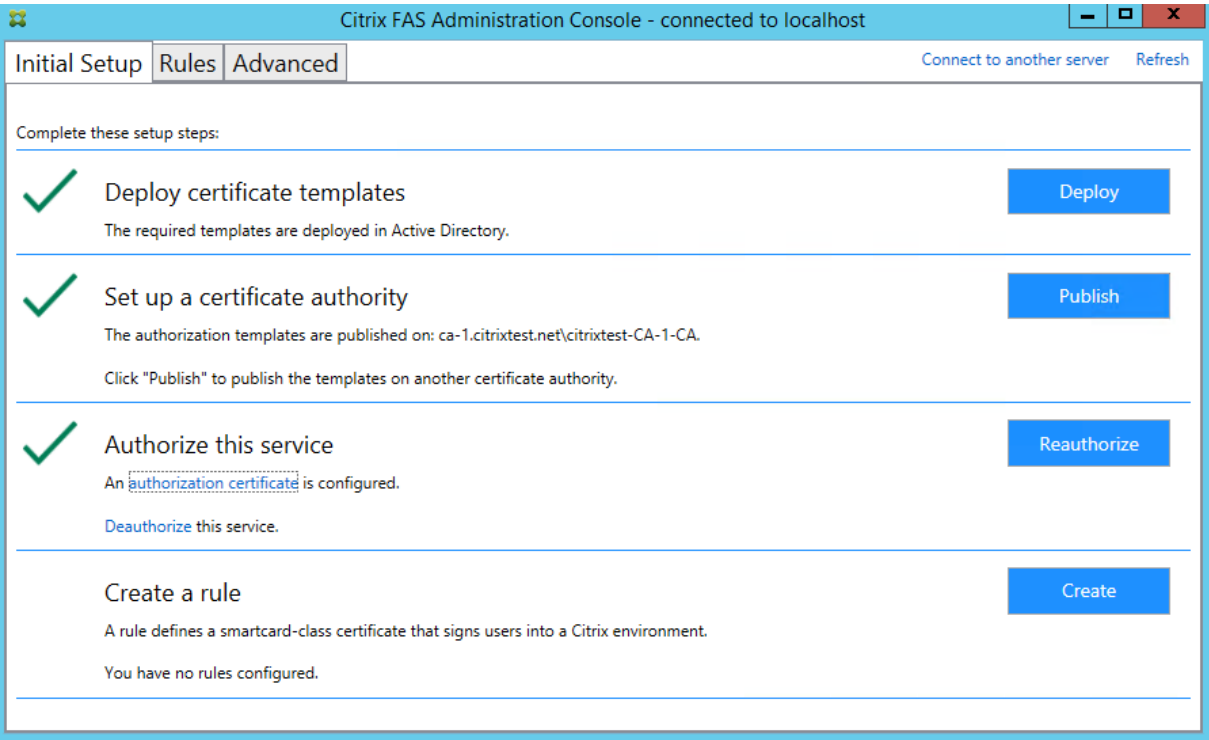 Citrix FAS Administration Console - connected to localhost
Initial Setup Rules Advanced Connect to another server Refresh
Complete these setup steps:
Deploy certificate templates
Deploy
The required templates are deployed in Active Directory.
Set up a certificate authority
Publish
The authorization templates are published on: ca-1.citrixtest.net\citrixtest-CA-1-CA.
Click "Publish" to publish the templates on another certificate authority.
Authorize this service
Reauthorize
An authorization certificate is configured.
Deauthorize this service.
Create a rule
Create
A rule defines a smartcard-class certificate that signs users into a Citrix environment.
You have no rules configured.